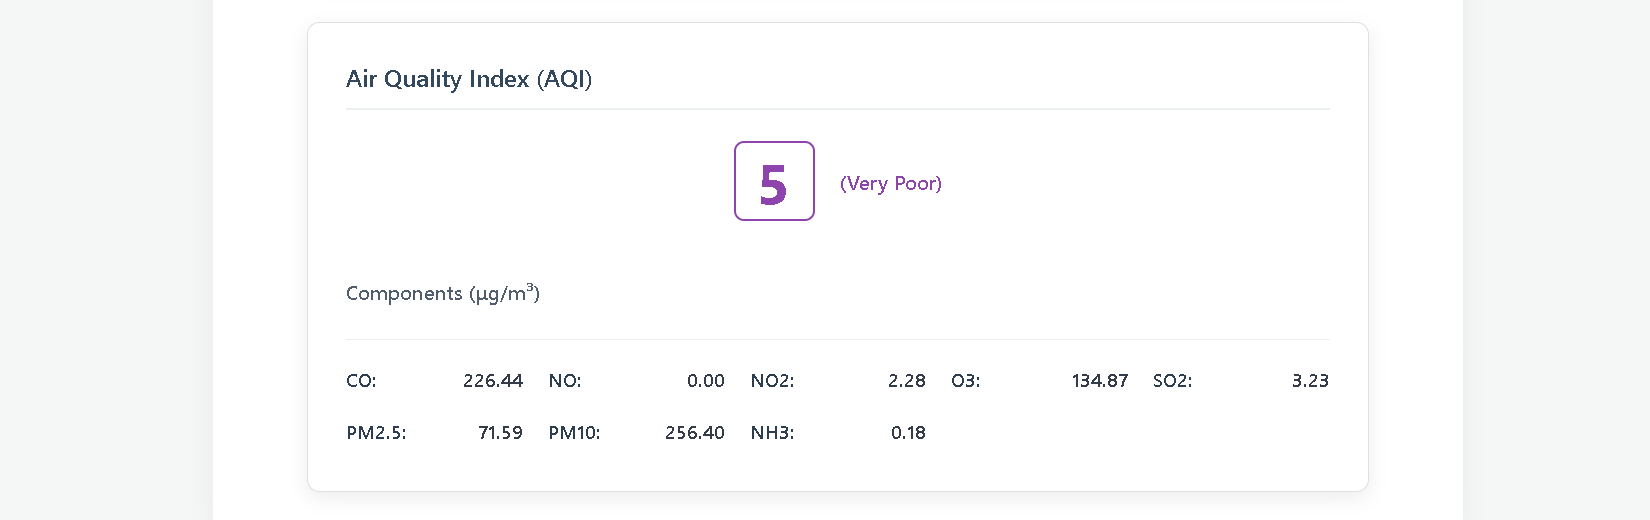 Air Quality Index (AQI)
5 (Very Poor)
Components (µg/m³)
CO: 226.44 NO: 0.00 NO2: 2.28 O3: 134.87 SO2: 3.23
PM2.5: 71.59 PM10: 256.40 NH3: 0.18